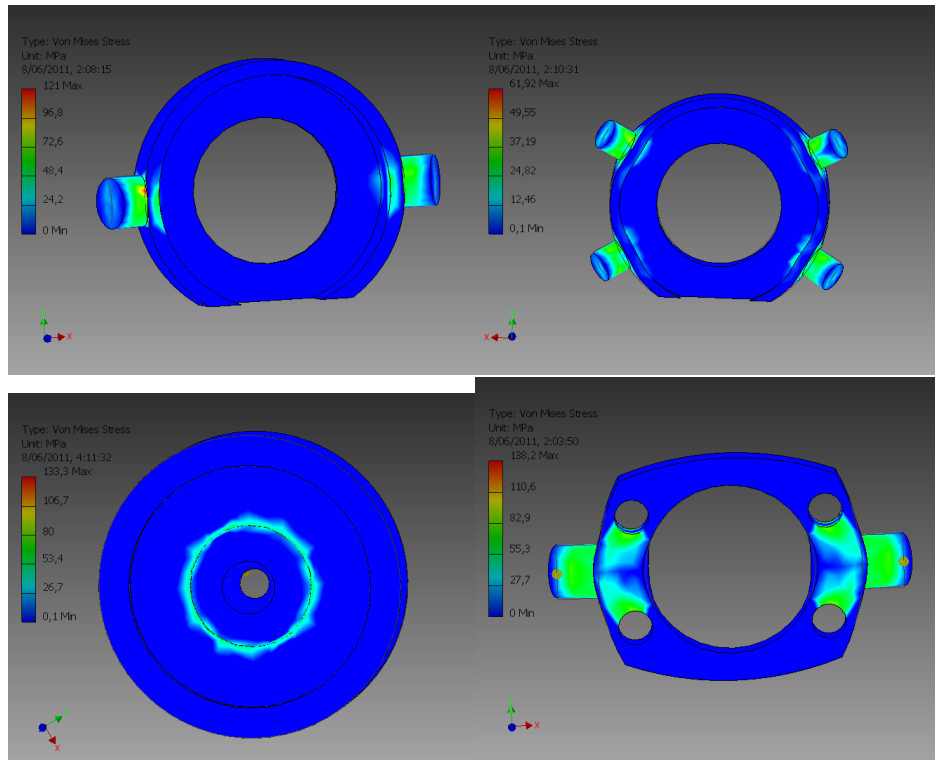 Type: Von Mises Stress
Unit: MPa
8/06/2011, 2:08:15
121 Max
96,8
72,6
48,4
24,2
0 Min
Y
X
Type: Von Mises Stress
Unit: MPa
8/06/2011, 2:10:31
61,92 Max
49,55
37,19
24,82
12,46
0,1 Min
Y
X
Type: Von Mises Stress
Unit: MPa
8/06/2011, 4:11:32
133,3 Max
106,7
80
53,4
26,7
0,1 Min
Y
X
Type: Von Mises Stress
Unit: MPa
8/06/2011, 2:03:50
138,2 Max
110,6
82,9
55,3
27,7
0 Min
Y
X